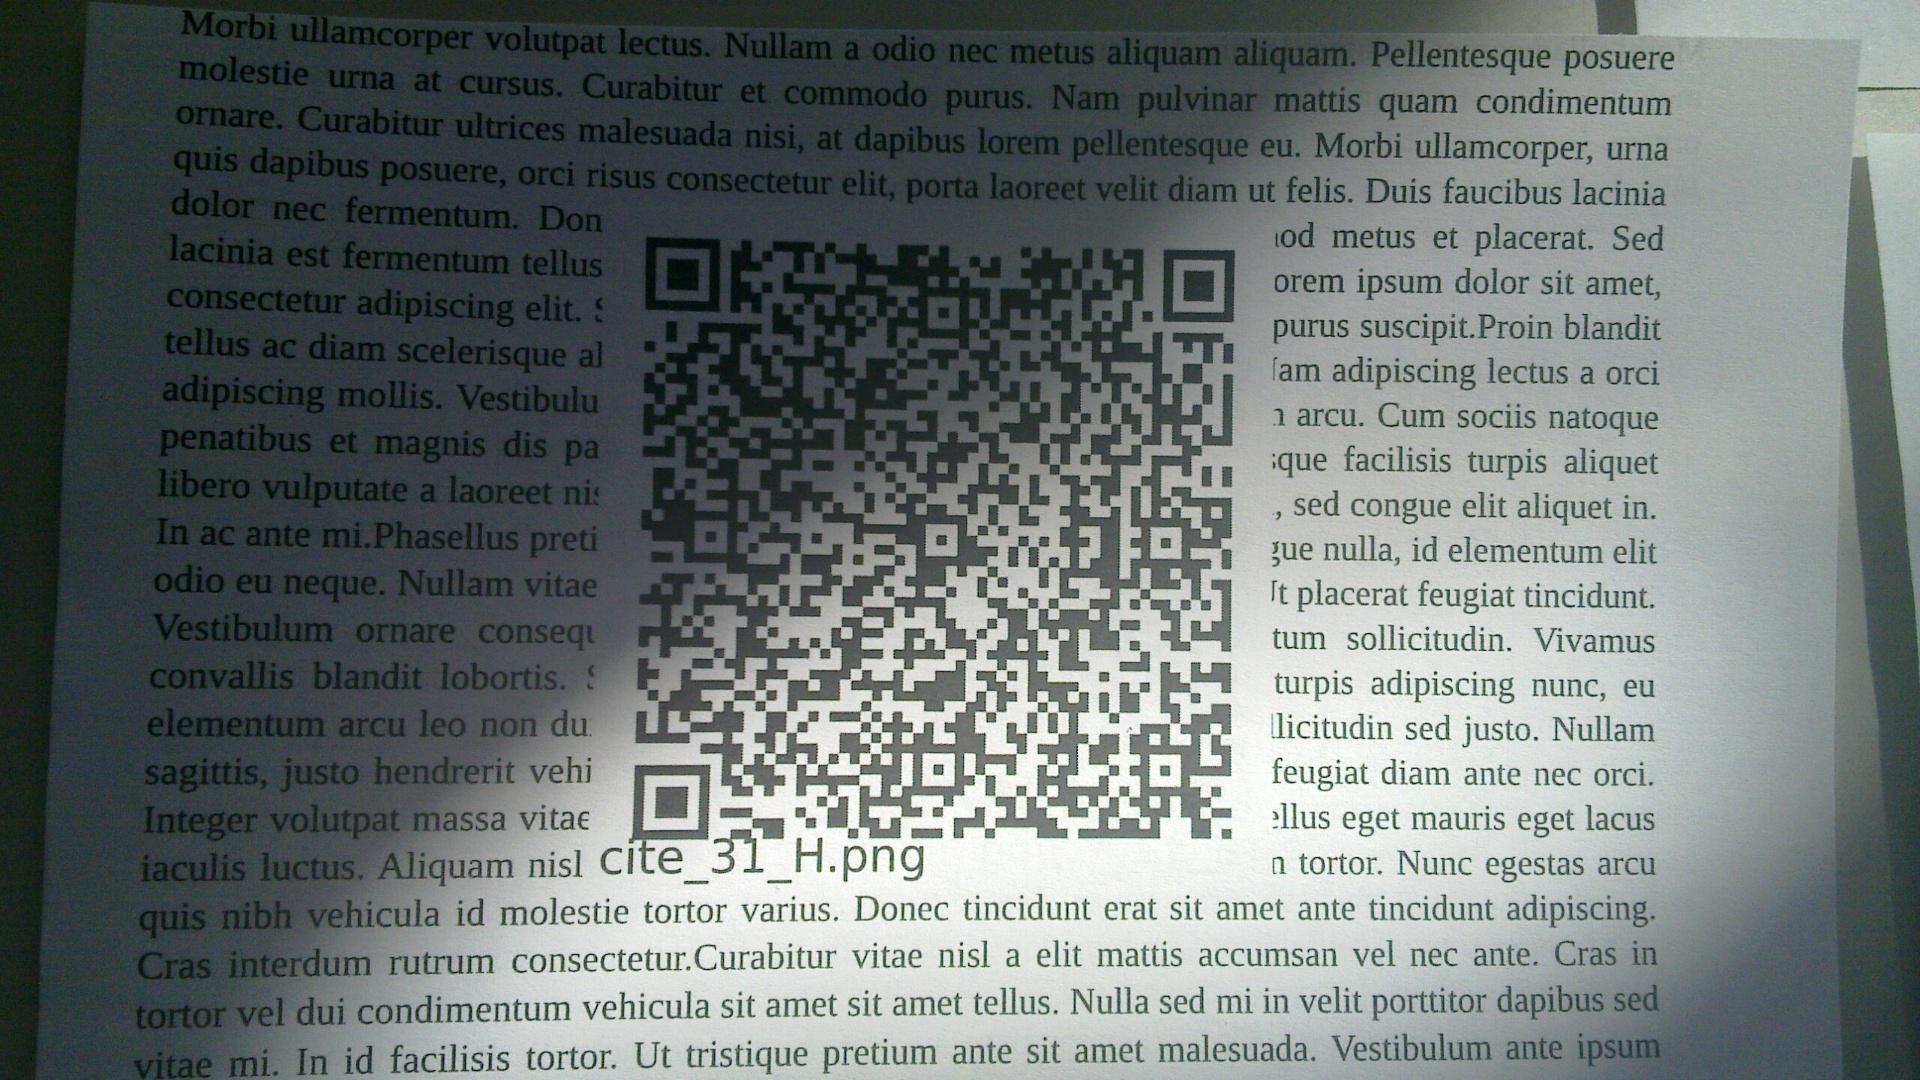 Morbi ullamcorper volutpat lectus. Nullam a odio nec metus aliquam aliquam. Pellentesque posuere
molestie urna at cursus. Curabitur et commodo purus. Nam pulvinar mattis quam condimentum
ornare. Curabitur ultrices malesuada nisi, at dapibus lorem pellentesque eu. Morbi ullamcorper, urna
quis dapibus posuere, orci risus consectetur elit, porta laoreet velit diam ut felis. Duis faucibus lacinia
dolor nec fermentum. Don metus et placerat. Sed
lacinia est fermentum tellus orem ipsum dolor sit amet,
consectetur adipiscing elit. purus suscipit.Proin blandit
tellus ac diam scelerisque al adipiscing lectus a orci
adipiscing mollis. Vestibulu arcu. Cum sociis natoque
penatibus et magnis dis pa facilisis turpis aliquet
libero vulputate a laoreet , sed congue elit aliquet in.
In ac ante mi.Phasellus preti nulla, id elementum elit
odio eu neque. Nullam vitae placerat feugiat tincidunt.
Vestibulum ornare consequ tum sollicitudin. Vivamus
convallis blandit lobortis. turpis adipiscing nunc, eu
elementum arcu leo non du llicitudin sed justo. Nullam
sagittis, justo hendrerit vehi feugiat diam ante nec orci.
Integer volutpat massa vitae ellus eget mauris eget lacus
iaculis luctus. Aliquam nisl cite_31_H.png n tortor. Nunc egestas arcu
quis nibh vehicula id molestie tortor varius. Donec tincidunt erat sit amet ante tincidunt adipiscing.
Cras interdum rutrum consectetur.Curabitur vitae nisl a elit mattis accumsan vel nec ante. Cras in
tortor vel dui condimentum vehicula sit amet sit amet tellus. Nulla sed mi in velit porttitor dapibus sed
vitae mi. In id facilisis tortor. Ut tristique pretium ante sit amet malesuada. Vestibulum ante ipsum